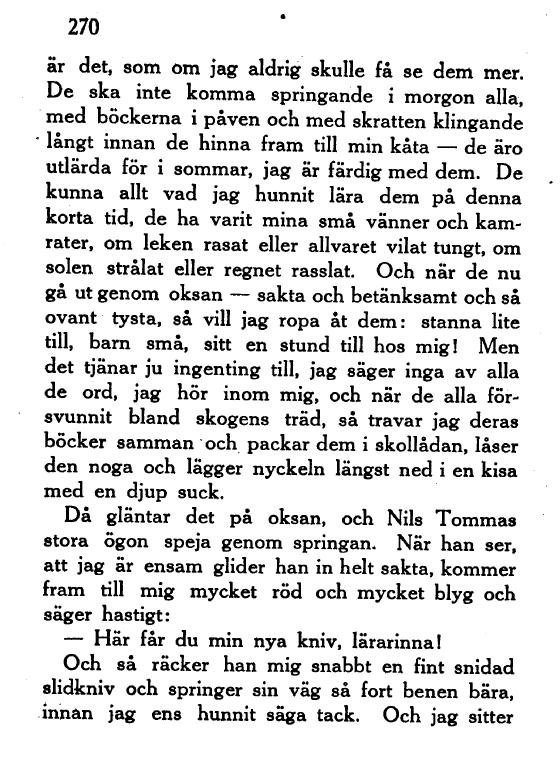 270
är det, som om jag aldrig skulle få se dem mer.
De ska inte komma springande i morgon alla,
med böckerna i påven och med skratten klingande
långt innan de hinna fram till min kåta — de äro
utlärda för i sommar, jag är färdig med dem. De
kunna allt vad jag hunnit lära dem på denna
korta tid, de ha varit mina små vänner och kam-
rater, om leken rasat eller allvaret vilat tungt, om
solen strålat eller regnet rasslat. Och när de nu
gå ut genom oksan — sakta och betänksamt och så
ovant tysta, så vill jag ropa åt dem: stanna lite
till, barn små, sitt en stund till hos mig! Men
det tjänar ju ingenting till, jag säger inga av alla
de ord, jag hör inom mig, och när de alla för-
svunnit bland skogens träd, så travar jag deras
böcker samman och packar dem i skollådan, låser
den noga och lägger nyckeln längst ned i en kisa
med en djup suck.
Då gläntar det på oksan, och Nils Tommas
stora ögon speja genom springan. När han ser,
att jag är ensam glider han in helt sakta, kommer
fram till mig mycket röd och mycket blyg och
säger hastigt:
— Här får du min nya kniv, lärarinna!
Och så räcker han mig snabbt en fint snidad
slidkniv och springer sin väg så fort benen bära,
innan jag ens hunnit säga tack. Och jag sitter